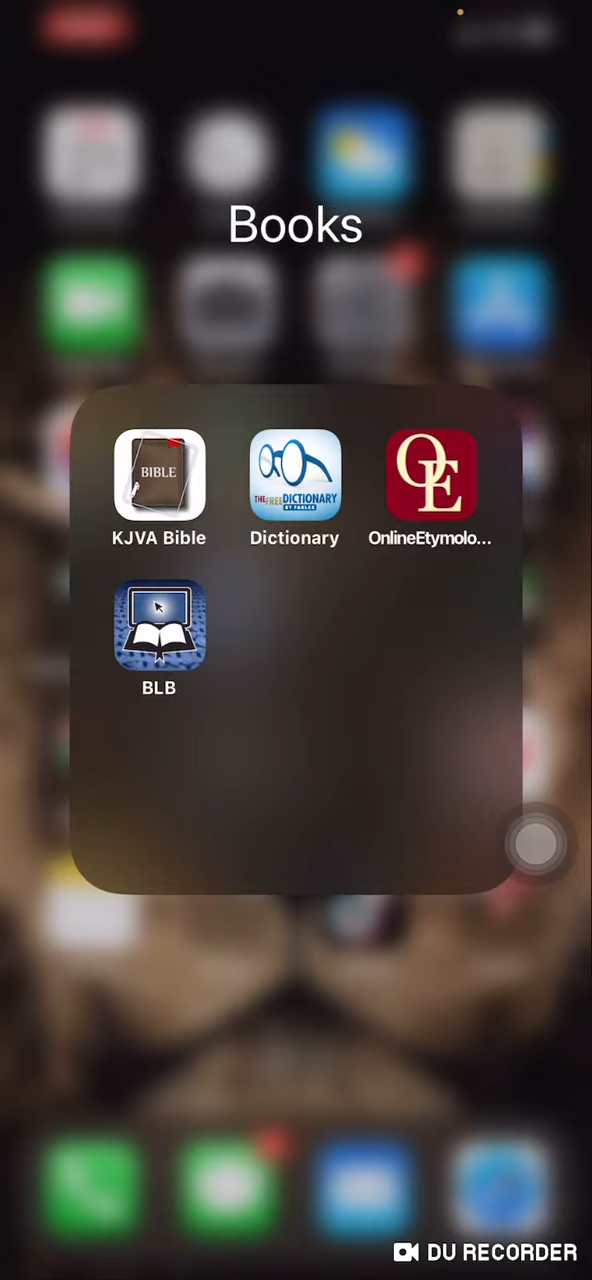 Books
BIBLE
THE FREE DICTIONARY
BY FARLEX
OE
KJVA Bible
Dictionary
OnlineEtymolo...
BLB
DU RECORDER